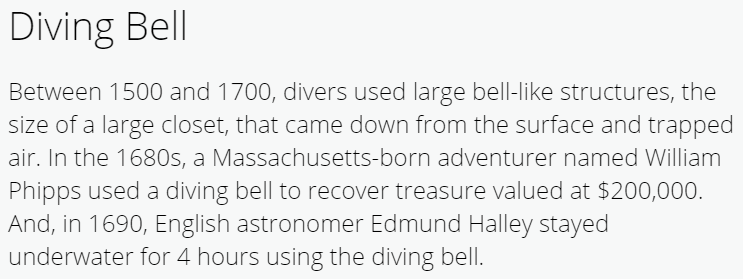 Diving Bell
Between 1500 and 1700, divers used large bell-like structures, the
size of a large closet, that came down from the surface and trapped
air. In the 1680s, a Massachusetts-born adventurer named William
Phipps used a diving bell to recover treasure valued at $200,000.
And, in 1690, English astronomer Edmund Halley stayed
underwater for 4 hours using the diving bell.